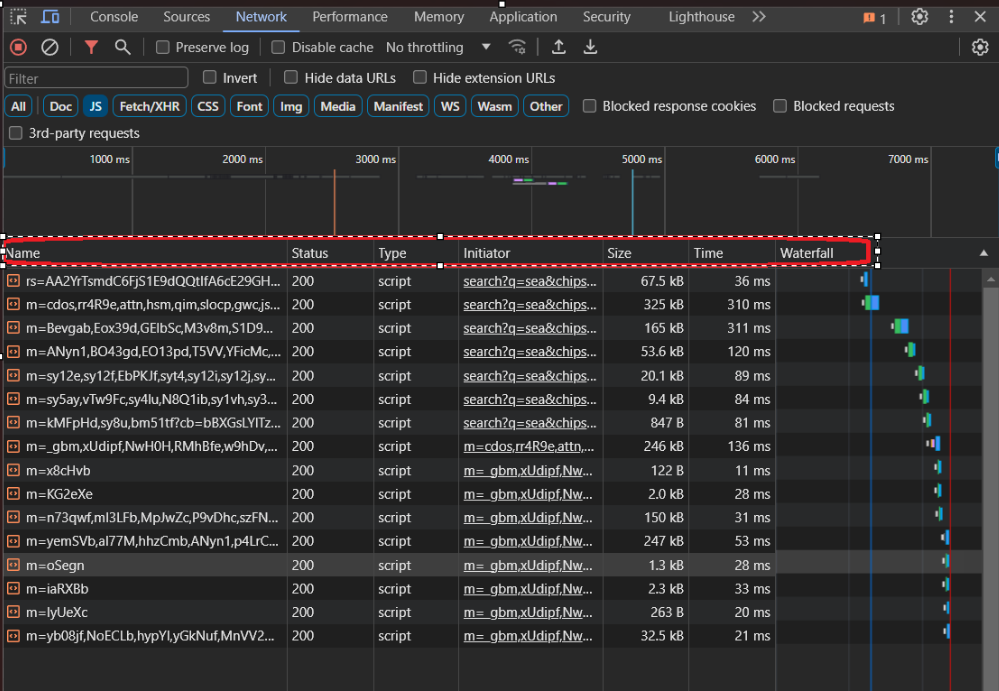 Console Sources Network Performance Memory Application Security Lighthouse 1
Preserve log Disable cache No throttling
Filter Invert Hide data URLs Hide extension URLs
All Doc JS Fetch/XHR CSS Font Img Media Manifest WS Wasm Other Blocked response cookies Blocked requests
3rd-party requests
1000 ms 2000 ms 3000 ms 4000 ms 5000 ms 6000 ms 7000 ms
Name Status Type Initiator Size Time Waterfall
rs=AA2YrTsmdC6FjS1E9dQQtIfA6cE29GH... 200 script search?q=sea&chips... 67.5 kB 36 ms
m=cdos,rr4R9e,attn,hsm,qim,slocp,gwc,js... 200 script search?q=sea&chips... 325 kB 310 ms
m=Bevgab,Eox39d,GElbSc,M3v8m,S1D9... 200 script search?q=sea&chips... 165 kB 311 ms
m=ANyn1,BO43gd,EO13pd,T5VV,YFicMc,... 200 script search?q=sea&chips... 53.6 kB 120 ms
m=sy12e,sy12f,EbPKJf,syt4,sy12i,sy12j,sy... 200 script search?q=sea&chips... 20.1 kB 89 ms
m=sy5ay,vTw9Fc,sy4lu,N8Q1ib,sy1vh,sy3... 200 script search?q=sea&chips... 9.4 kB 84 ms
m=kMFpHd,sy8u,bm51tf?cb=bBXGsLYITz... 200 script search?q=sea&chips... 847 B 81 ms
m=_gbm,xUdipf,NwH0H,RMhBfe,w9hDv,... 200 script m=cdos,rr4R9e,attn,... 246 kB 136 ms
m=x8cHvb 200 script m=_gbm,xUdipf,Nw... 122 B 11 ms
m=KG2eXe 200 script m=_gbm,xUdipf,Nw... 2.0 kB 28 ms
m=n73qwf,mI3LFb,MpJwZc,P9vDhc,szFN... 200 script m=_gbm,xUdipf,Nw... 150 kB 31 ms
m=yemSVb,al77M,hhzCmb,ANyn1,p4LrC... 200 script m=_gbm,xUdipf,Nw... 247 kB 53 ms
m=oSegn 200 script m=_gbm,xUdipf,Nw... 1.3 kB 28 ms
m=iaRXBb 200 script m=_gbm,xUdipf,Nw... 2.3 kB 33 ms
m=IyUeXc 200 script m=_gbm,xUdipf,Nw... 263 B 20 ms
m=yb08jf,NoECLb,hypYI,yGkNuf,MnVV2... 200 script m=_gbm,xUdipf,Nw... 32.5 kB 21 ms